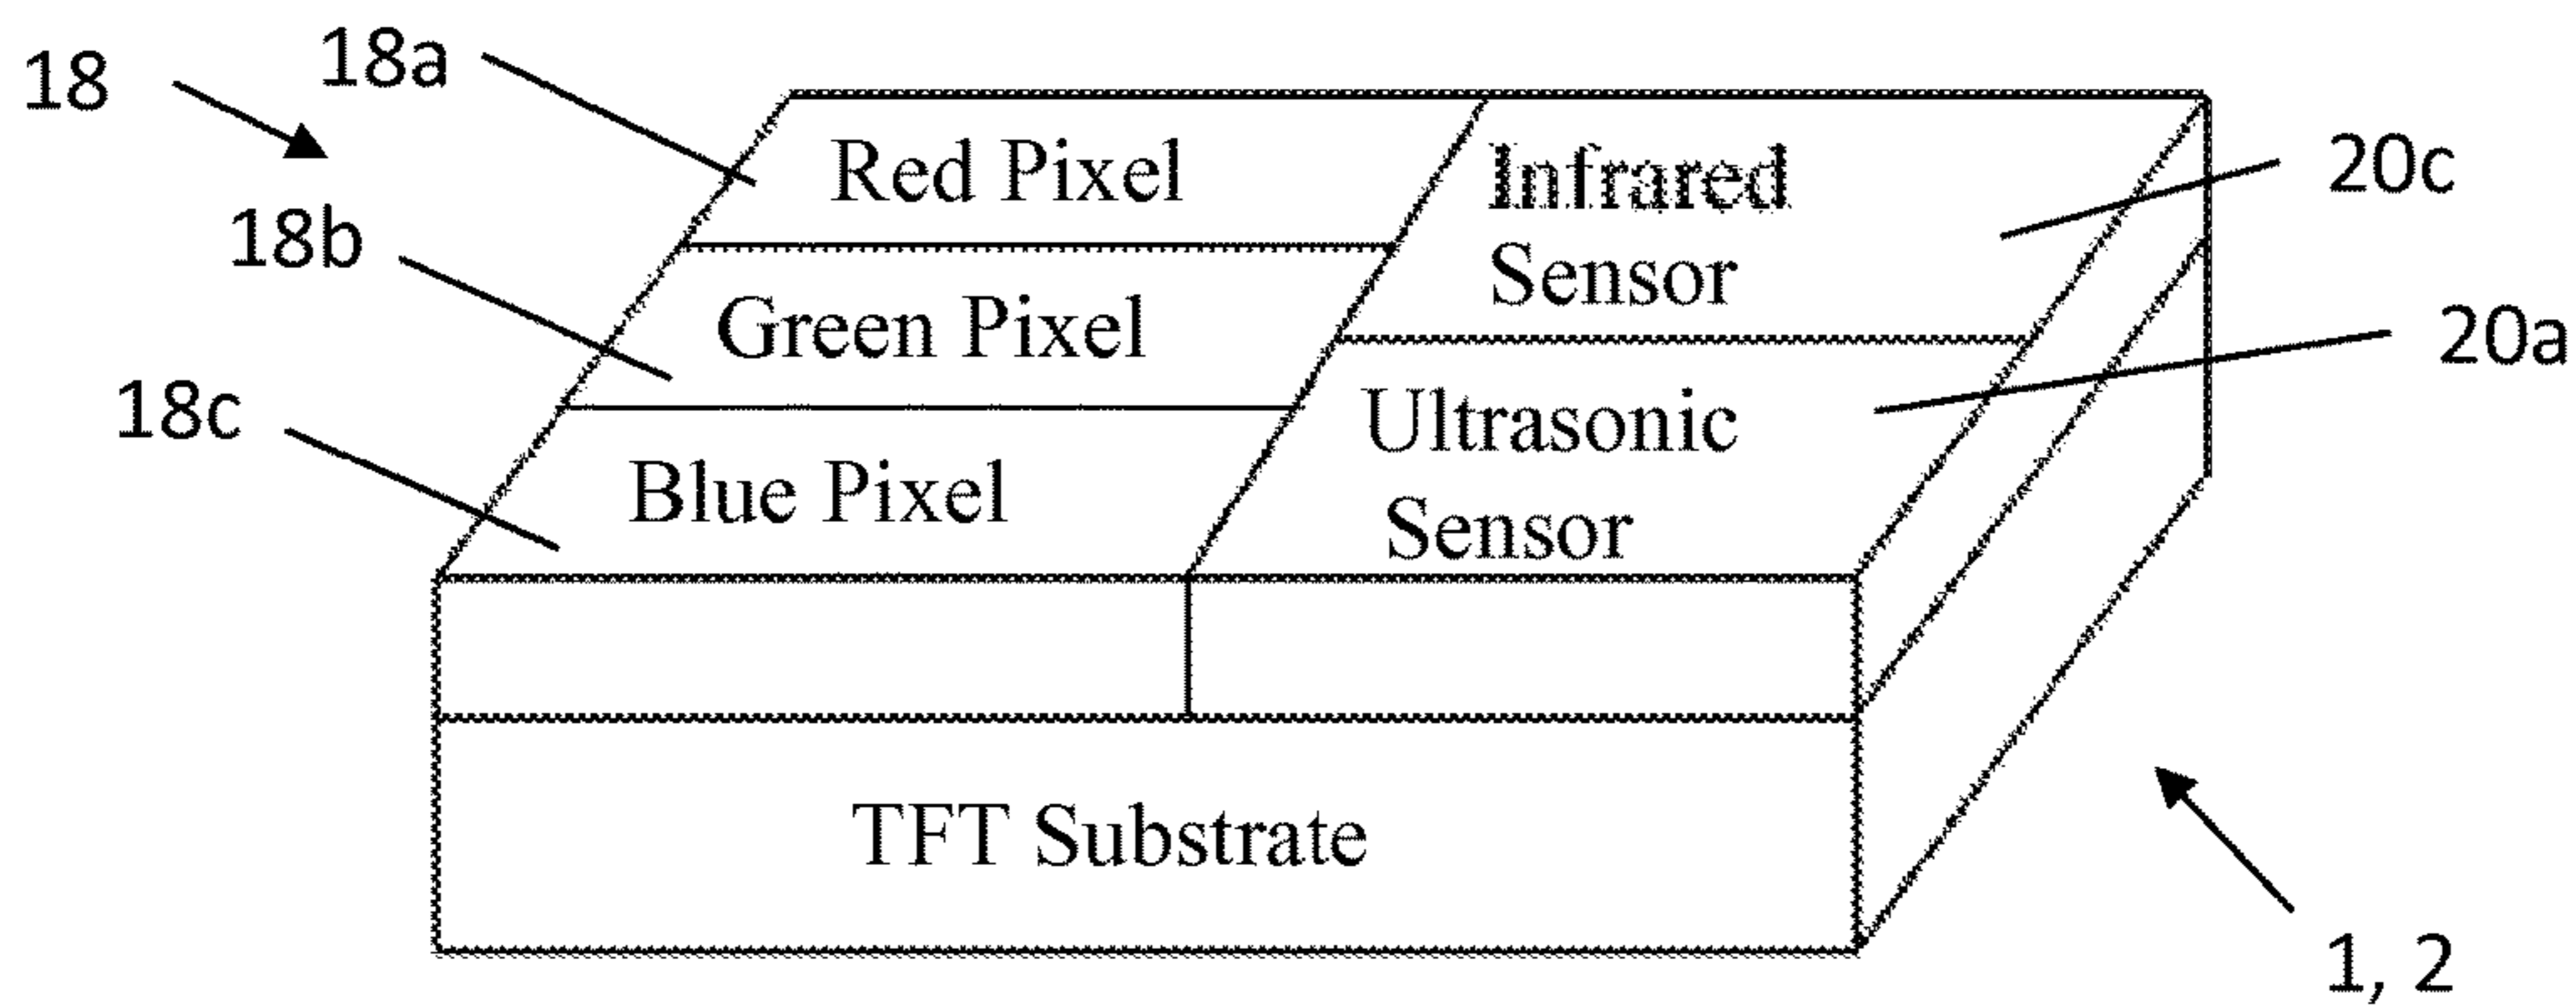 18
18a
Red Pixel
Infrared
Sensor
20c
18b
Green Pixel
20a
18c
Blue Pixel
Ultrasonic
Sensor
TFT Substrate
1, 2